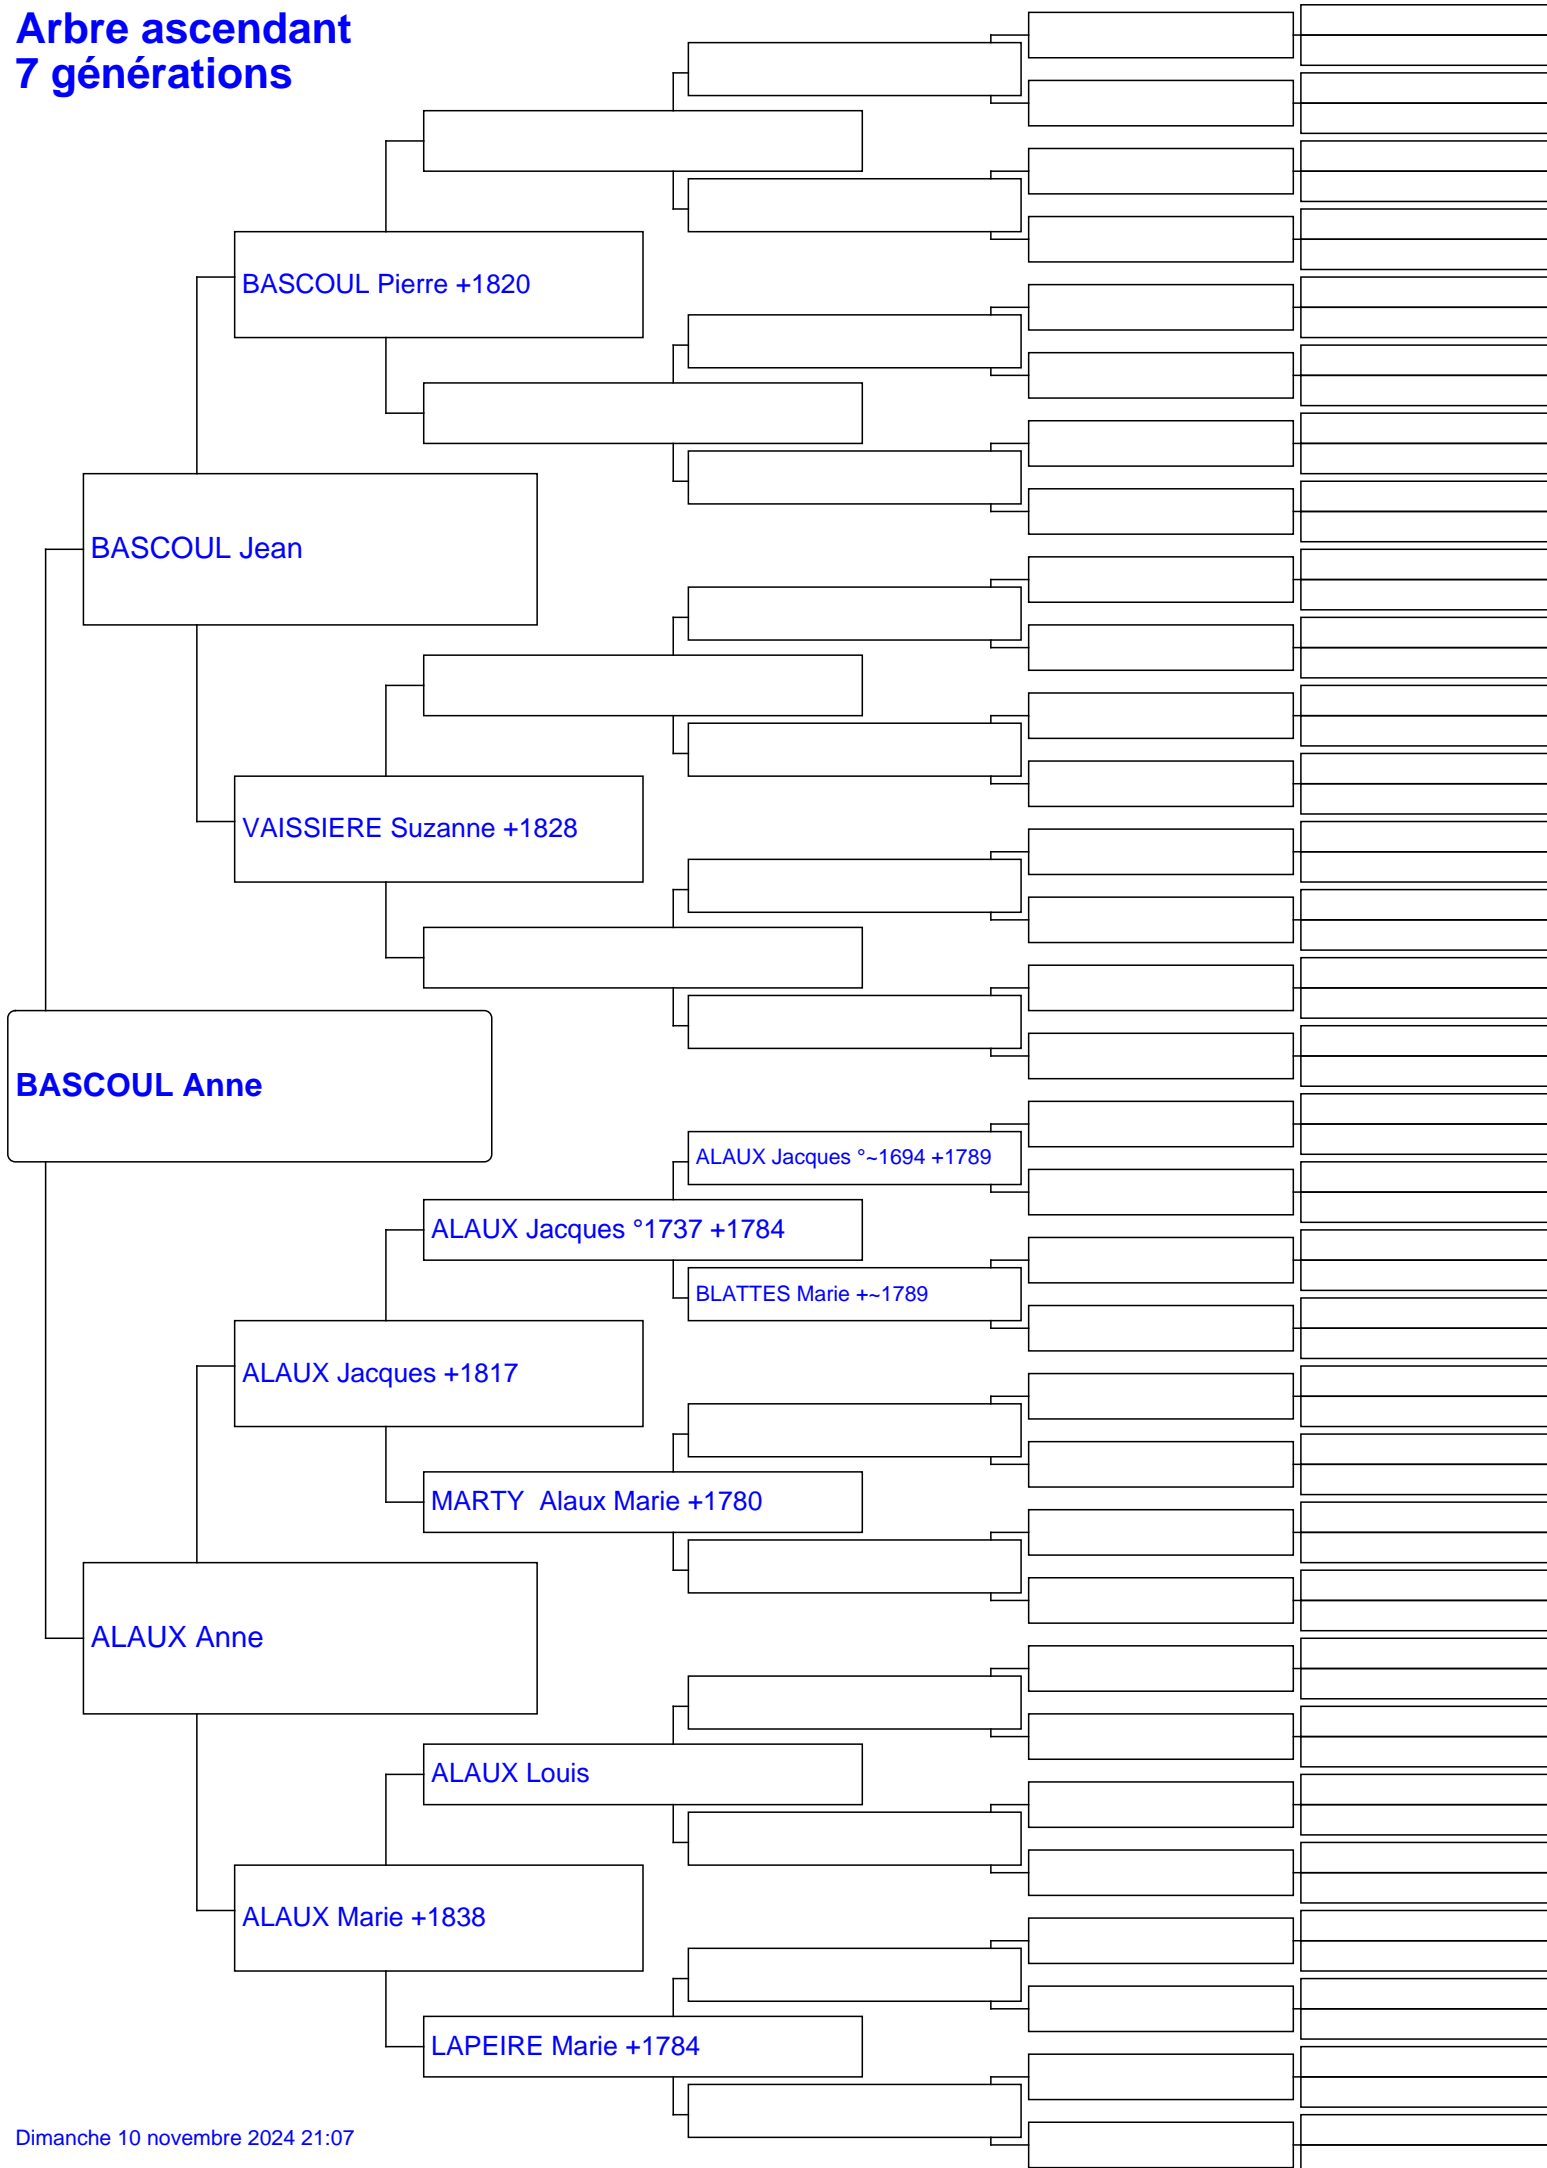 Arbre ascendant
7 générations
BASCOUL Pierre +1820
BASCOUL Jean
VAISSIERE Suzanne +1828
BASCOUL Anne
ALAUX Jacques °~1694 +1789
ALAUX Jacques °1737 +1784
BLATTES Marie +~1789
ALAUX Jacques +1817
MARTY  Alaux Marie +1780
ALAUX Anne
ALAUX Louis
ALAUX Marie +1838
LAPEIRE Marie +1784
Dimanche 10 novembre 2024 21:07